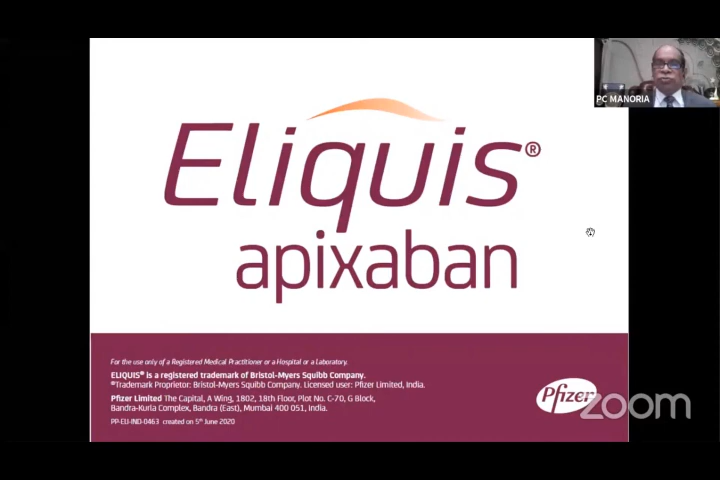 PC MANORIA
Eliquis®
apixaban
For the use only of a Registered Medical Practitioner or a Hospital or a Laboratory.
ELIQUIS® is a registered trademark of Bristol-Myers Squibb Company.
®Trademark Proprietor: Bristol-Myers Squibb Company. Licensed user: Pfizer Limited, India.
Pfizer Limited The Capital, A Wing, 1802, 18th Floor, Plot No. C-70, G Block,
Bandra-Kurla Complex, Bandra (East), Mumbai 400 051, India.
PP-ELI-IND-0463 created on 5th June 2020
Pfizer
zoom